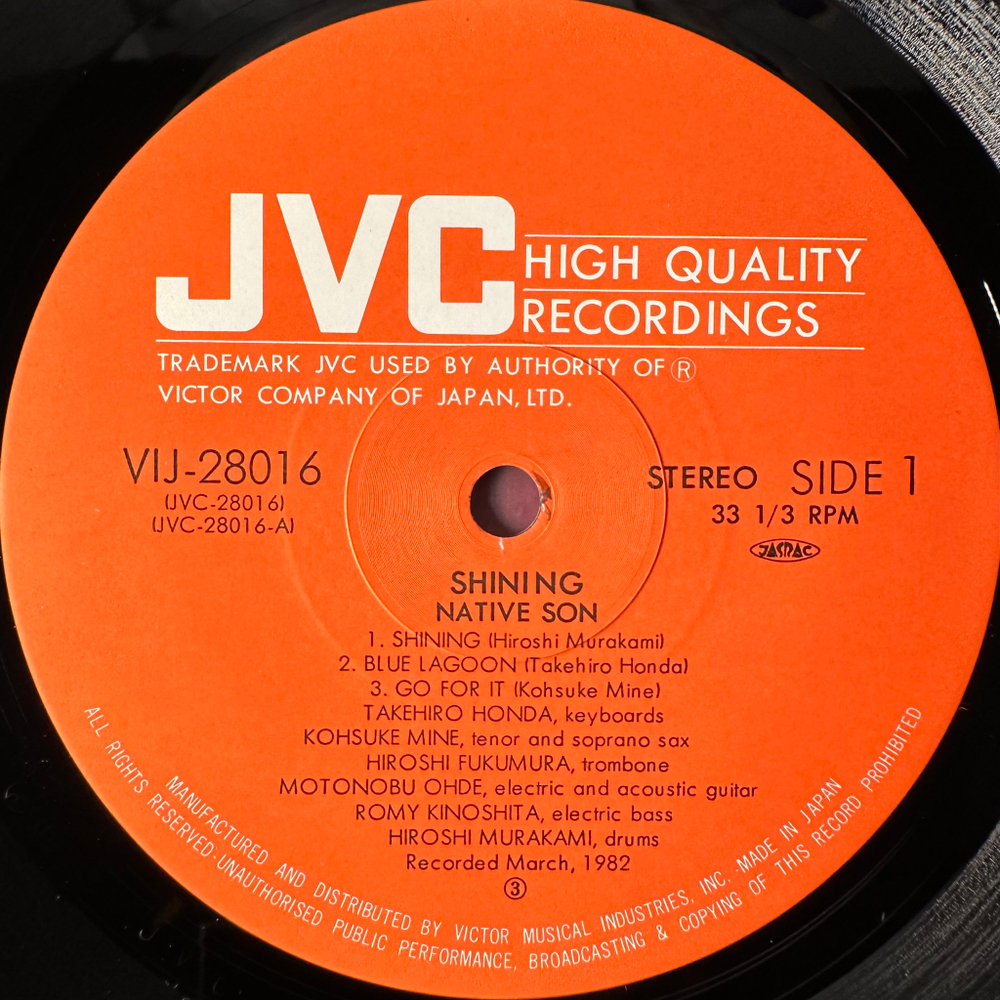 JVC
HIGH QUALITY
RECORDINGS
TRADEMARK JVC USED BY AUTHORITY OF Ⓡ
VICTOR COMPANY OF JAPAN, LTD.
VIJ-28016
(JVC-28016)
(JVC-28016-A)
STEREO SIDE 1
33 1/3 RPM
JASRAC
SHINING
NATIVE SON
1. SHINING (Hiroshi Murakami)
2. BLUE LAGOON (Takehiro Honda)
3. GO FOR IT (Kohsuke Mine)
TAKEHIRO HONDA, keyboards
KOHSUKE MINE, tenor and soprano sax
HIROSHI FUKUMURA, trombone
MOTONOBU OHDE, electric and acoustic guitar
ROMY KINOSHITA, electric bass
HIROSHI MURAKAMI, drums
Recorded March, 1982
③
MANUFACTURED AND DISTRIBUTED BY VICTOR MUSICAL INDUSTRIES, INC. · MADE IN JAPAN
ALL RIGHTS RESERVED · UNAUTHORISED PUBLIC PERFORMANCE, BROADCASTING & COPYING OF THIS RECORD PROHIBITED